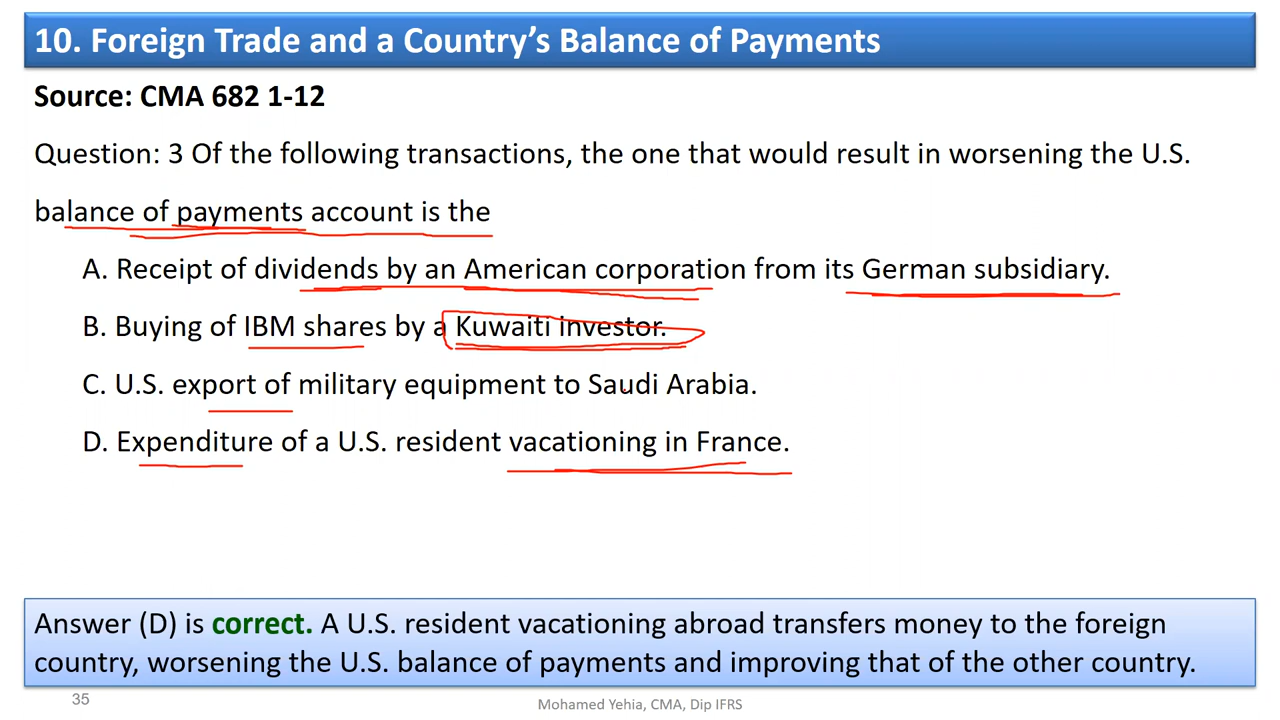 10. Foreign Trade and a Country’s Balance of Payments
Source: CMA 682 1-12
Question: 3 Of the following transactions, the one that would result in worsening the U.S.
balance of payments account is the
A. Receipt of dividends by an American corporation from its German subsidiary.
B. Buying of IBM shares by a Kuwaiti Investor.
C. U.S. export of military equipment to Saudi Arabia.
D. Expenditure of a U.S. resident vacationing in France.
Answer (D) is correct. A U.S. resident vacationing abroad transfers money to the foreign
country, worsening the U.S. balance of payments and improving that of the other country.
35
Mohamed Yehia, CMA, Dip IFRS